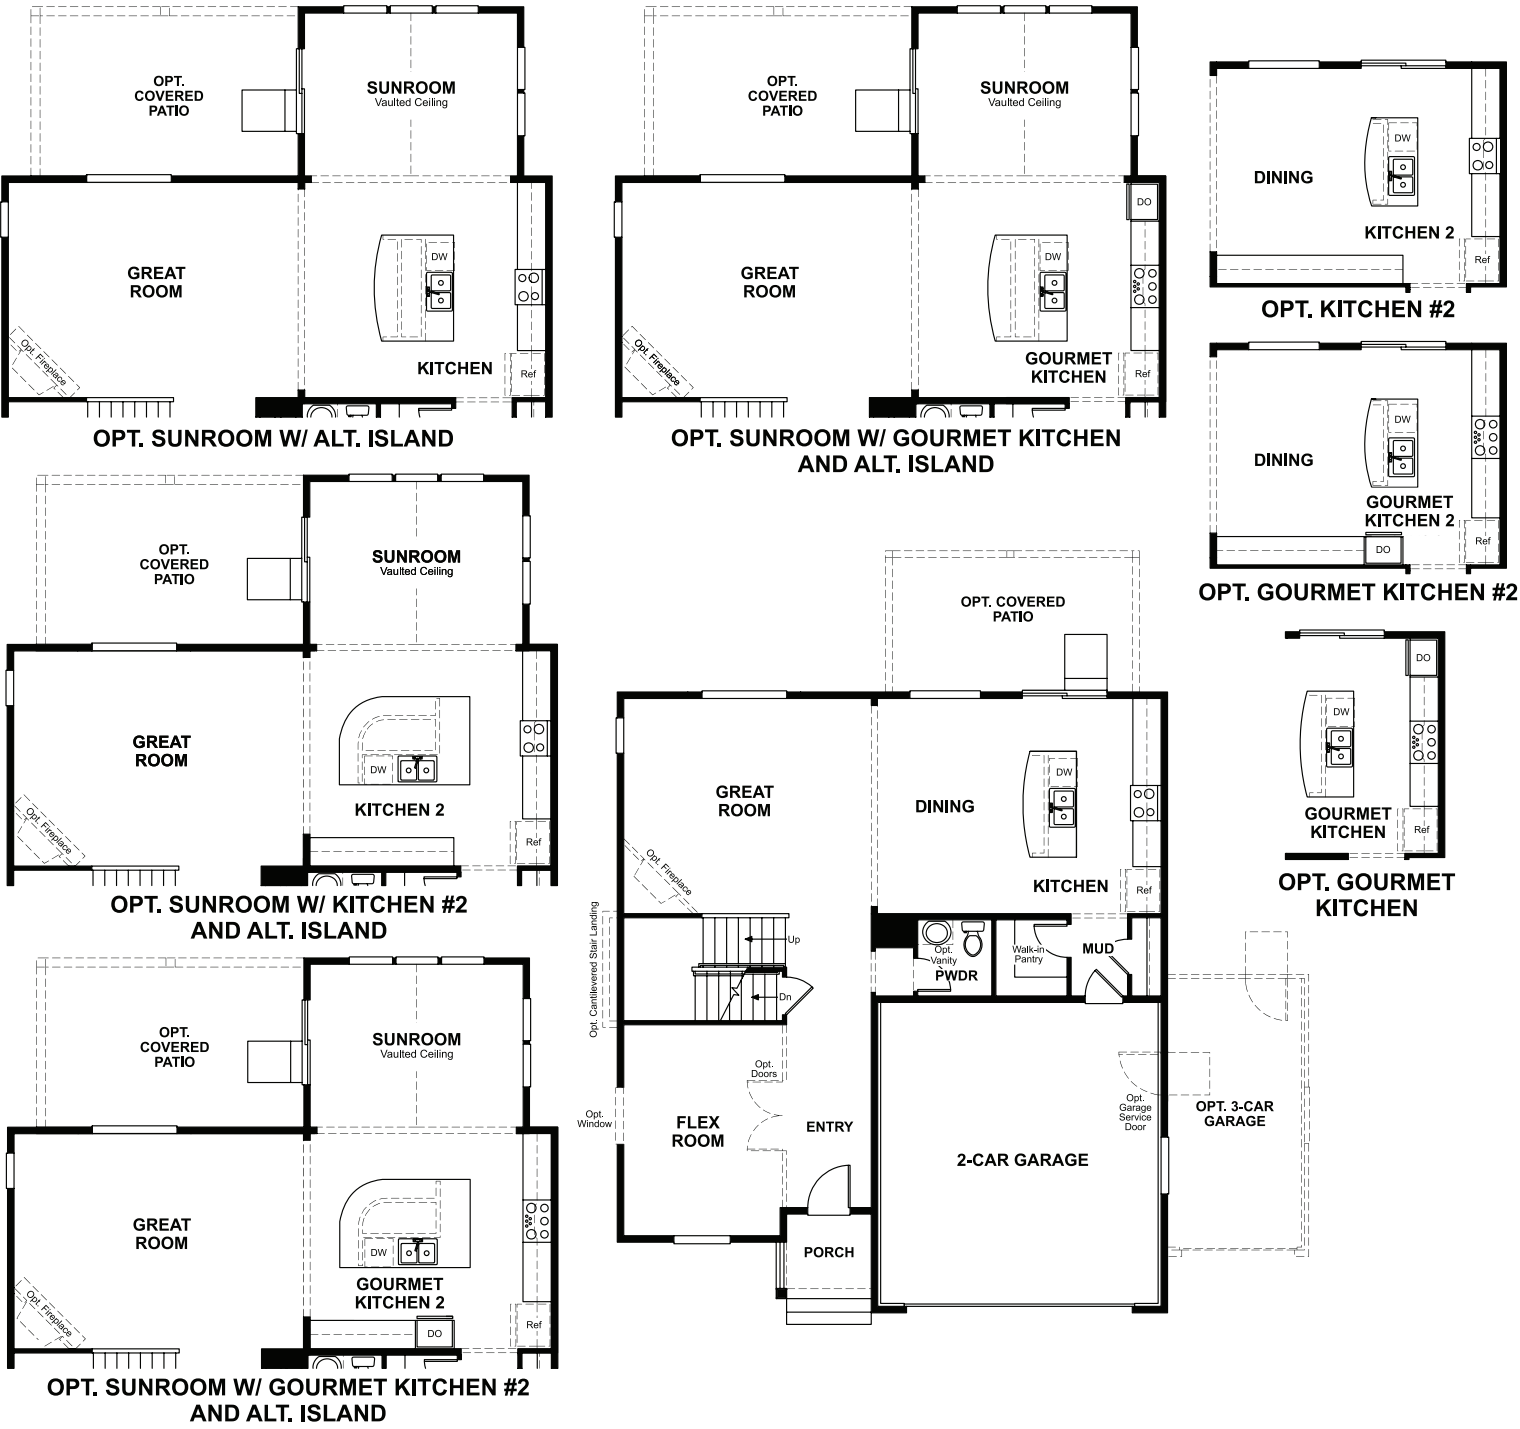 OPT.
COVERED
PATIO
SUNROOM
Vaulted Ceiling
GREAT
ROOM
Opt. Fireplace
DW
KITCHEN
Ref
OPT. SUNROOM W/ ALT. ISLAND
OPT.
COVERED
PATIO
SUNROOM
Vaulted Ceiling
DO
GREAT
ROOM
Opt. Fireplace
DW
GOURMET
KITCHEN
Ref
OPT. SUNROOM W/ GOURMET KITCHEN
AND ALT. ISLAND
DW
DINING
KITCHEN 2
Ref
OPT. KITCHEN #2
DW
DINING
GOURMET
KITCHEN 2
DO
Ref
OPT. GOURMET KITCHEN #2
OPT.
COVERED
PATIO
SUNROOM
Vaulted Ceiling
GREAT
ROOM
Opt. Fireplace
DW
KITCHEN 2
Ref
OPT. SUNROOM W/ KITCHEN #2
AND ALT. ISLAND
DO
DW
GOURMET
KITCHEN
Ref
OPT. GOURMET
KITCHEN
OPT.
COVERED
PATIO
SUNROOM
Vaulted Ceiling
GREAT
ROOM
Opt. Fireplace
DW
GOURMET
KITCHEN 2
DO
Ref
OPT. SUNROOM W/ GOURMET KITCHEN #2
AND ALT. ISLAND
OPT. COVERED
PATIO
GREAT
ROOM
DINING
DW
Opt. Fireplace
KITCHEN
Ref
Opt. Cantilevered Stair Landing
Up
Dn
Opt.
Vanity
PWDR
Walk-in
Pantry
MUD
Opt.
Doors
Opt.
Window
FLEX
ROOM
ENTRY
Opt.
Garage
Service
Door
OPT. 3-CAR
GARAGE
2-CAR GARAGE
PORCH